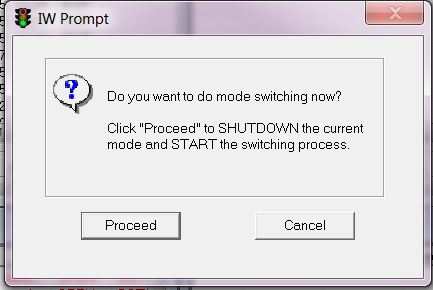 IW Prompt
Do you want to do mode switching now?
Click "Proceed" to SHUTDOWN the current
mode and START the switching process.
Proceed
Cancel